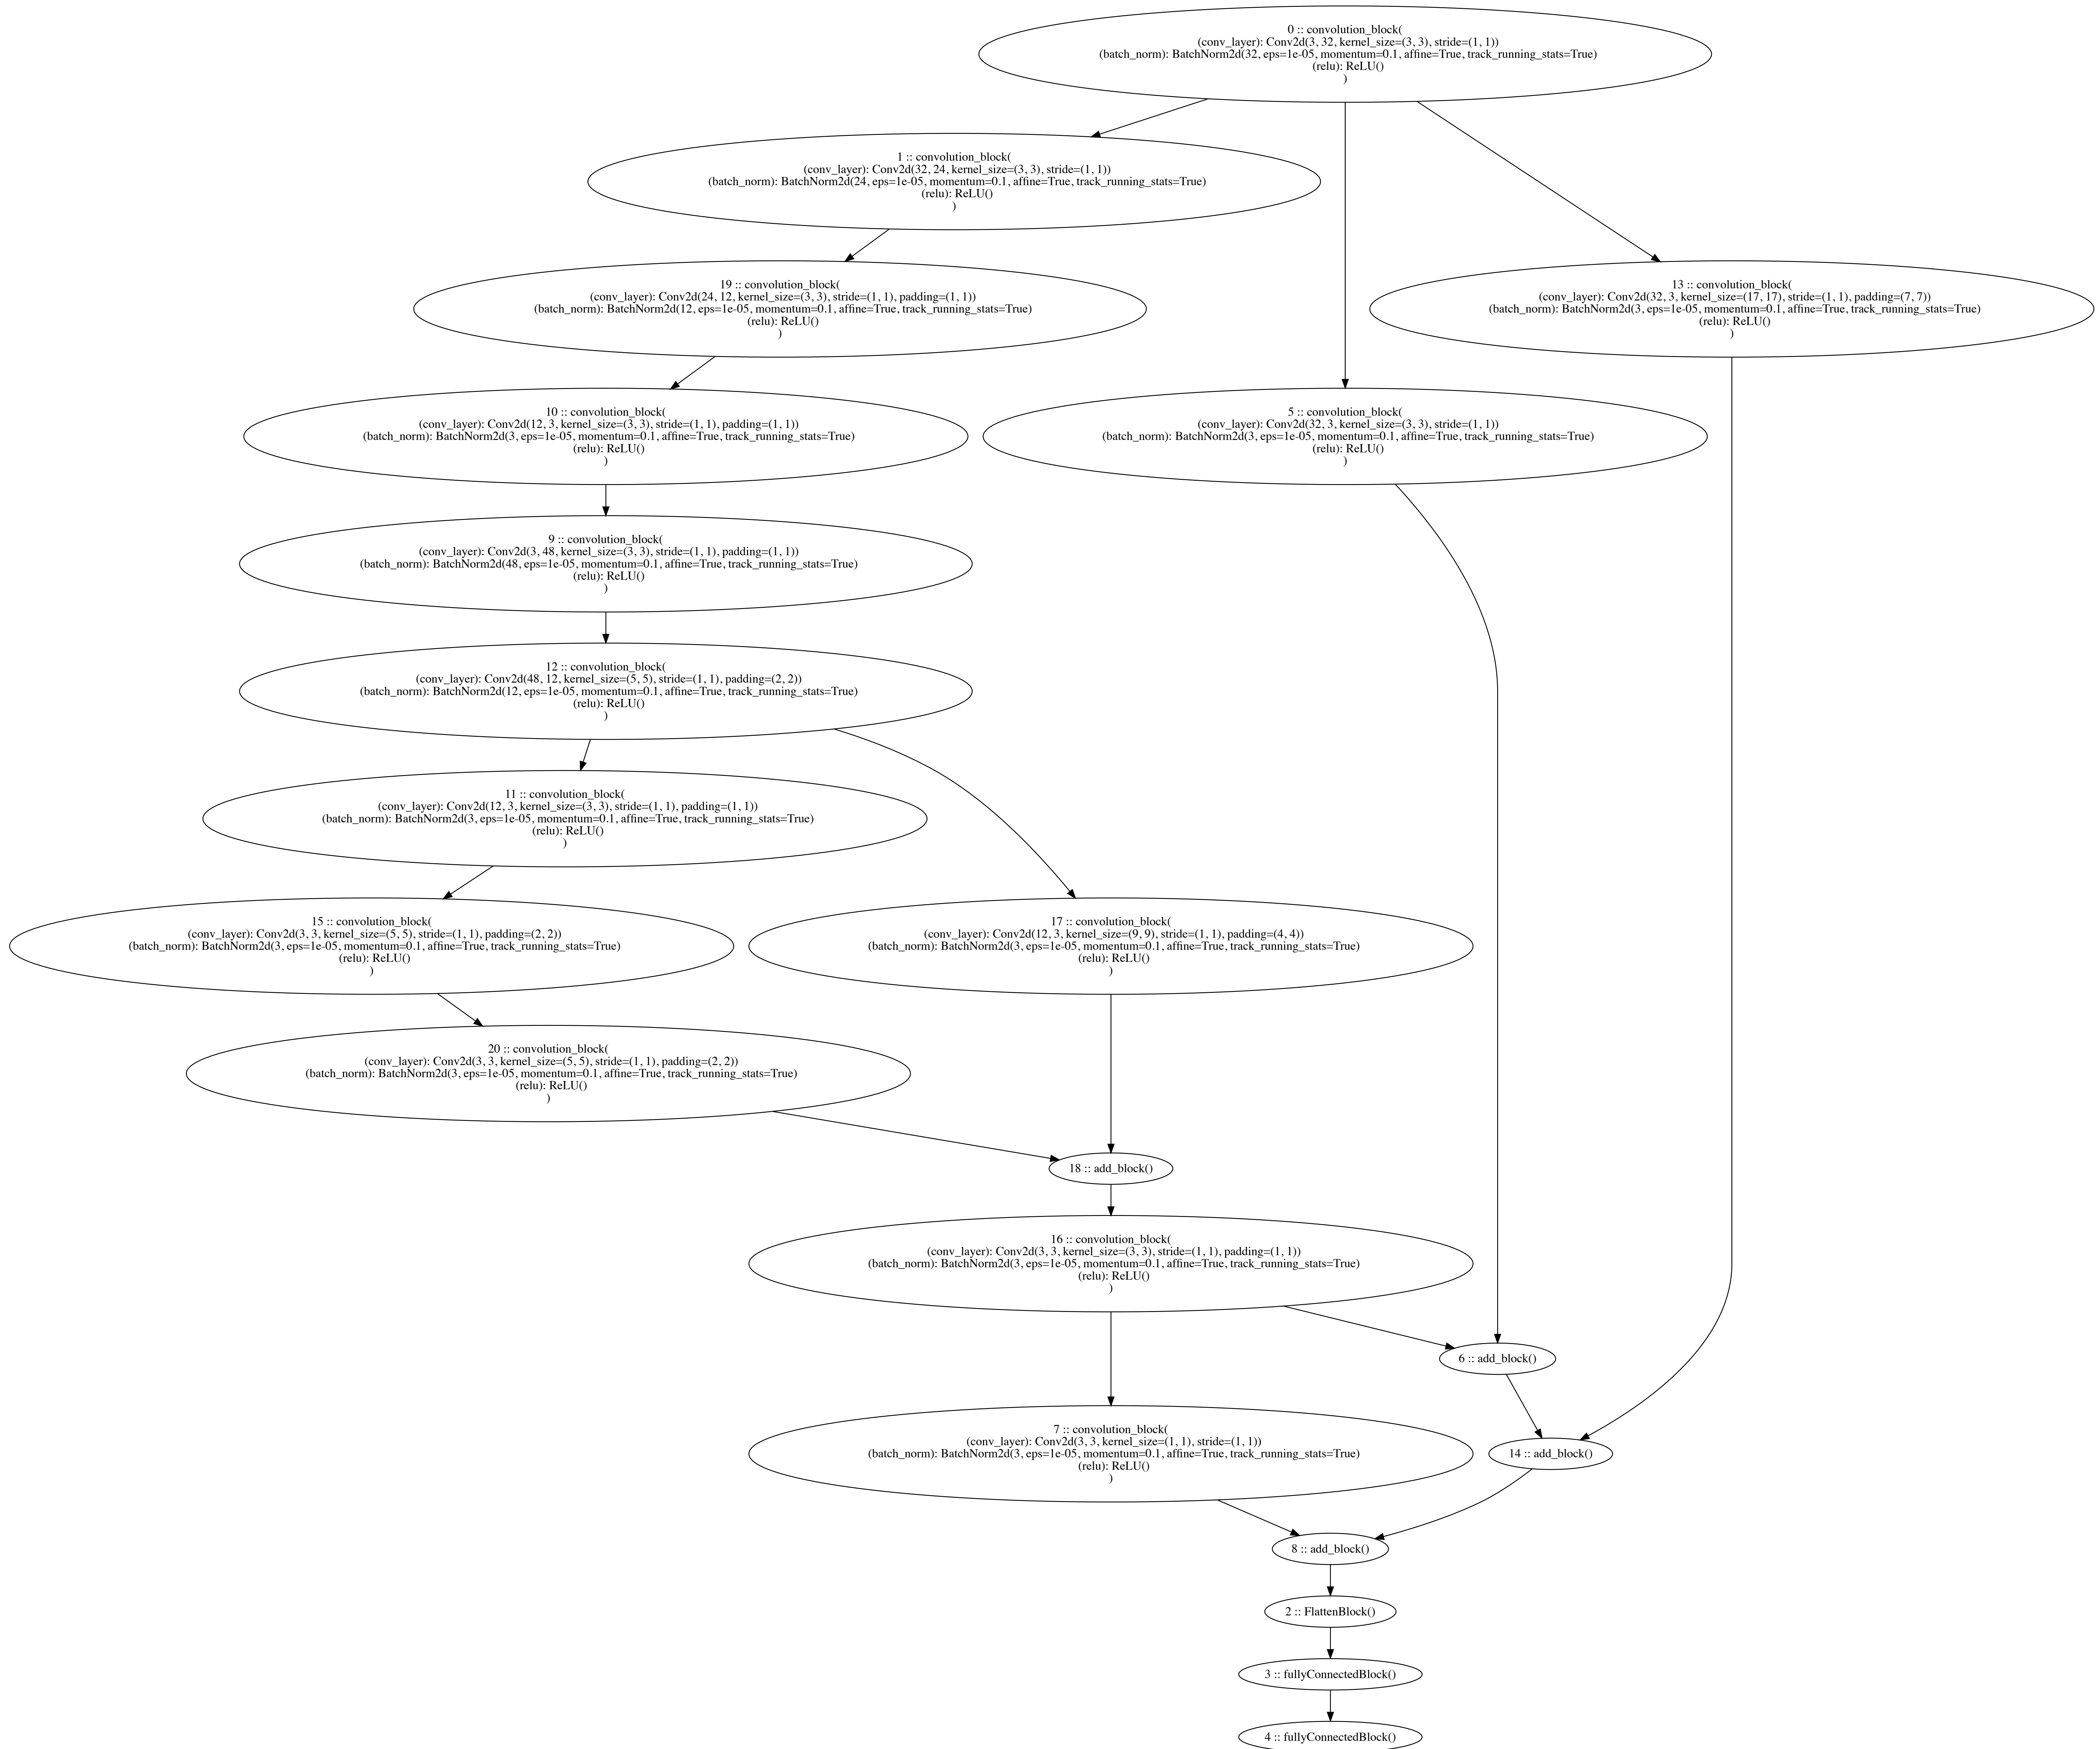 0 :: convolution_block(
(conv_layer): Conv2d(3, 32, kernel_size=(3, 3), stride=(1, 1))
(batch_norm): BatchNorm2d(32, eps=1e-05, momentum=0.1, affine=True, track_running_stats=True)
(relu): ReLU()
)
1 :: convolution_block(
(conv_layer): Conv2d(32, 24, kernel_size=(3, 3), stride=(1, 1))
(batch_norm): BatchNorm2d(24, eps=1e-05, momentum=0.1, affine=True, track_running_stats=True)
(relu): ReLU()
)
19 :: convolution_block(
(conv_layer): Conv2d(24, 12, kernel_size=(3, 3), stride=(1, 1), padding=(1, 1))
(batch_norm): BatchNorm2d(12, eps=1e-05, momentum=0.1, affine=True, track_running_stats=True)
(relu): ReLU()
)
13 :: convolution_block(
(conv_layer): Conv2d(32, 3, kernel_size=(17, 17), stride=(1, 1), padding=(7, 7))
(batch_norm): BatchNorm2d(3, eps=1e-05, momentum=0.1, affine=True, track_running_stats=True)
(relu): ReLU()
)
10 :: convolution_block(
(conv_layer): Conv2d(12, 3, kernel_size=(3, 3), stride=(1, 1), padding=(1, 1))
(batch_norm): BatchNorm2d(3, eps=1e-05, momentum=0.1, affine=True, track_running_stats=True)
(relu): ReLU()
)
5 :: convolution_block(
(conv_layer): Conv2d(32, 3, kernel_size=(3, 3), stride=(1, 1))
(batch_norm): BatchNorm2d(3, eps=1e-05, momentum=0.1, affine=True, track_running_stats=True)
(relu): ReLU()
)
9 :: convolution_block(
(conv_layer): Conv2d(3, 48, kernel_size=(3, 3), stride=(1, 1), padding=(1, 1))
(batch_norm): BatchNorm2d(48, eps=1e-05, momentum=0.1, affine=True, track_running_stats=True)
(relu): ReLU()
)
12 :: convolution_block(
(conv_layer): Conv2d(48, 12, kernel_size=(5, 5), stride=(1, 1), padding=(2, 2))
(batch_norm): BatchNorm2d(12, eps=1e-05, momentum=0.1, affine=True, track_running_stats=True)
(relu): ReLU()
)
11 :: convolution_block(
(conv_layer): Conv2d(12, 3, kernel_size=(3, 3), stride=(1, 1), padding=(1, 1))
(batch_norm): BatchNorm2d(3, eps=1e-05, momentum=0.1, affine=True, track_running_stats=True)
(relu): ReLU()
)
15 :: convolution_block(
(conv_layer): Conv2d(3, 3, kernel_size=(5, 5), stride=(1, 1), padding=(2, 2))
(batch_norm): BatchNorm2d(3, eps=1e-05, momentum=0.1, affine=True, track_running_stats=True)
(relu): ReLU()
)
17 :: convolution_block(
(conv_layer): Conv2d(12, 3, kernel_size=(9, 9), stride=(1, 1), padding=(4, 4))
(batch_norm): BatchNorm2d(3, eps=1e-05, momentum=0.1, affine=True, track_running_stats=True)
(relu): ReLU()
)
20 :: convolution_block(
(conv_layer): Conv2d(3, 3, kernel_size=(5, 5), stride=(1, 1), padding=(2, 2))
(batch_norm): BatchNorm2d(3, eps=1e-05, momentum=0.1, affine=True, track_running_stats=True)
(relu): ReLU()
)
18 :: add_block()
16 :: convolution_block(
(conv_layer): Conv2d(3, 3, kernel_size=(3, 3), stride=(1, 1), padding=(1, 1))
(batch_norm): BatchNorm2d(3, eps=1e-05, momentum=0.1, affine=True, track_running_stats=True)
(relu): ReLU()
)
6 :: add_block()
7 :: convolution_block(
(conv_layer): Conv2d(3, 3, kernel_size=(1, 1), stride=(1, 1))
(batch_norm): BatchNorm2d(3, eps=1e-05, momentum=0.1, affine=True, track_running_stats=True)
(relu): ReLU()
)
14 :: add_block()
8 :: add_block()
2 :: FlattenBlock()
3 :: fullyConnectedBlock()
4 :: fullyConnectedBlock()